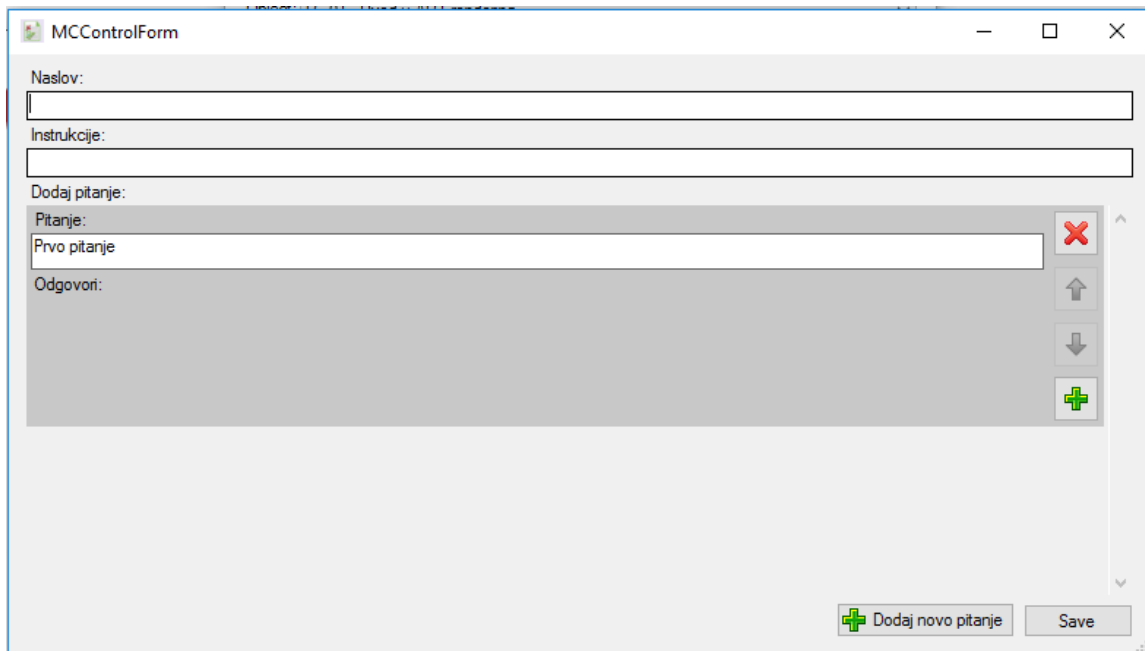 MCControlForm
Naslov:
Instrukcije:
Dodaj pitanje:
Pitanje:
Prvo pitanje
Odgovori:
Dodaj novo pitanje
Save